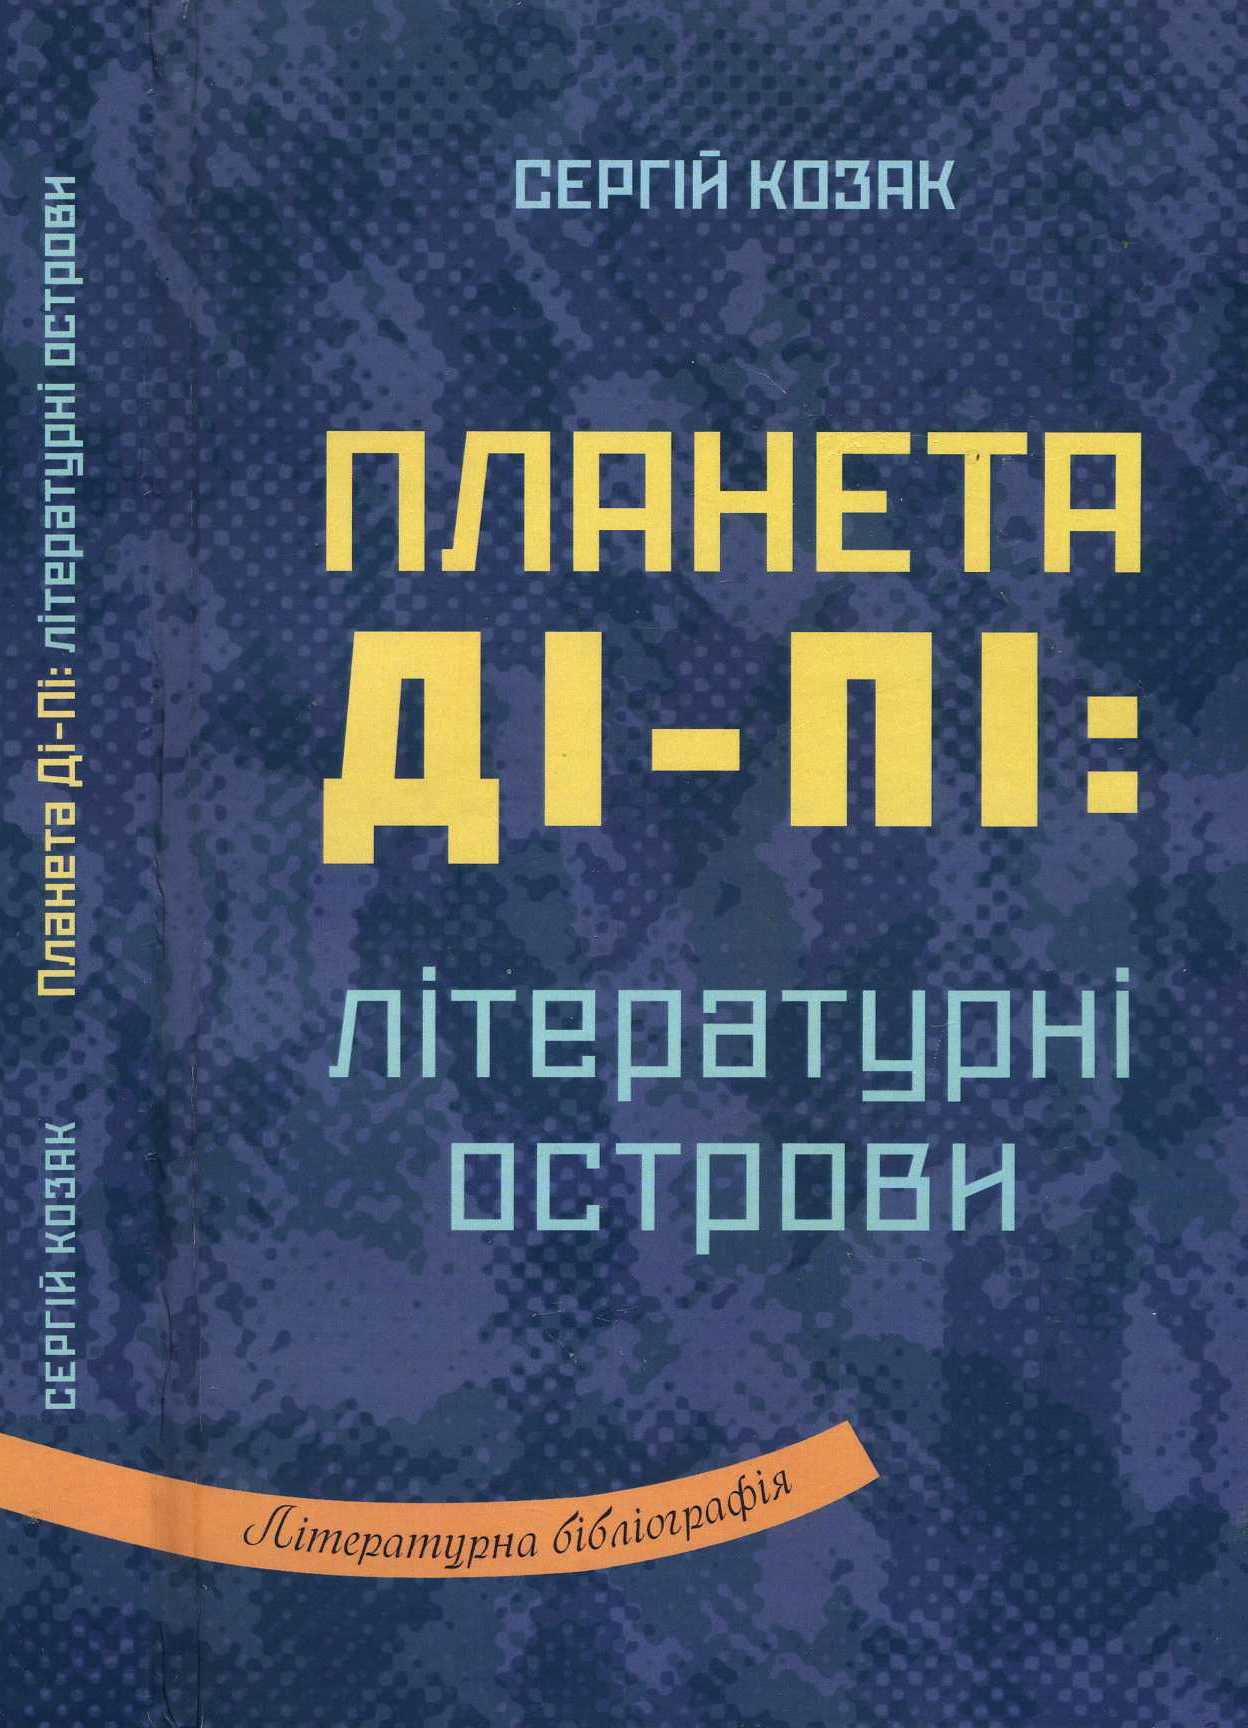 СЕРГІЙ КОЗАК
ПЛАНЕТА
ДІ-ПІ:
літературні
острови
Літературна бібліографія
СЕРГІЙ КОЗАК Планета Ді-Пі: літературні острови